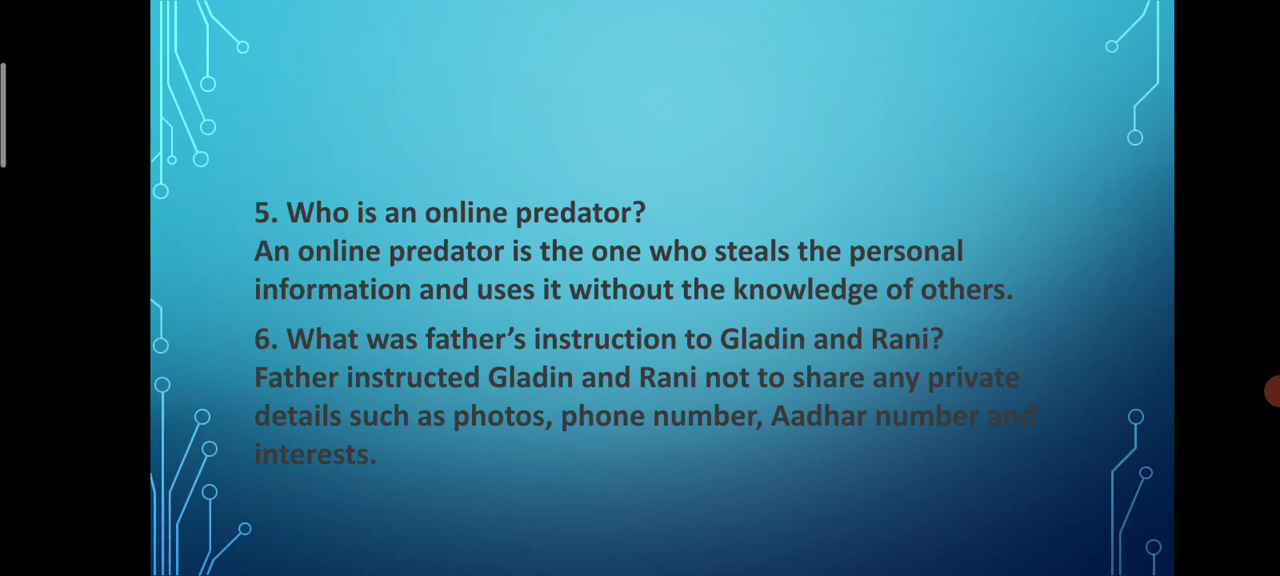 5. Who is an online predator?
An online predator is the one who steals the personal
information and uses it without the knowledge of others.
6. What was father’s instruction to Gladin and Rani?
Father instructed Gladin and Rani not to share any private
details such as photos, phone number, Aadhar number and
interests.